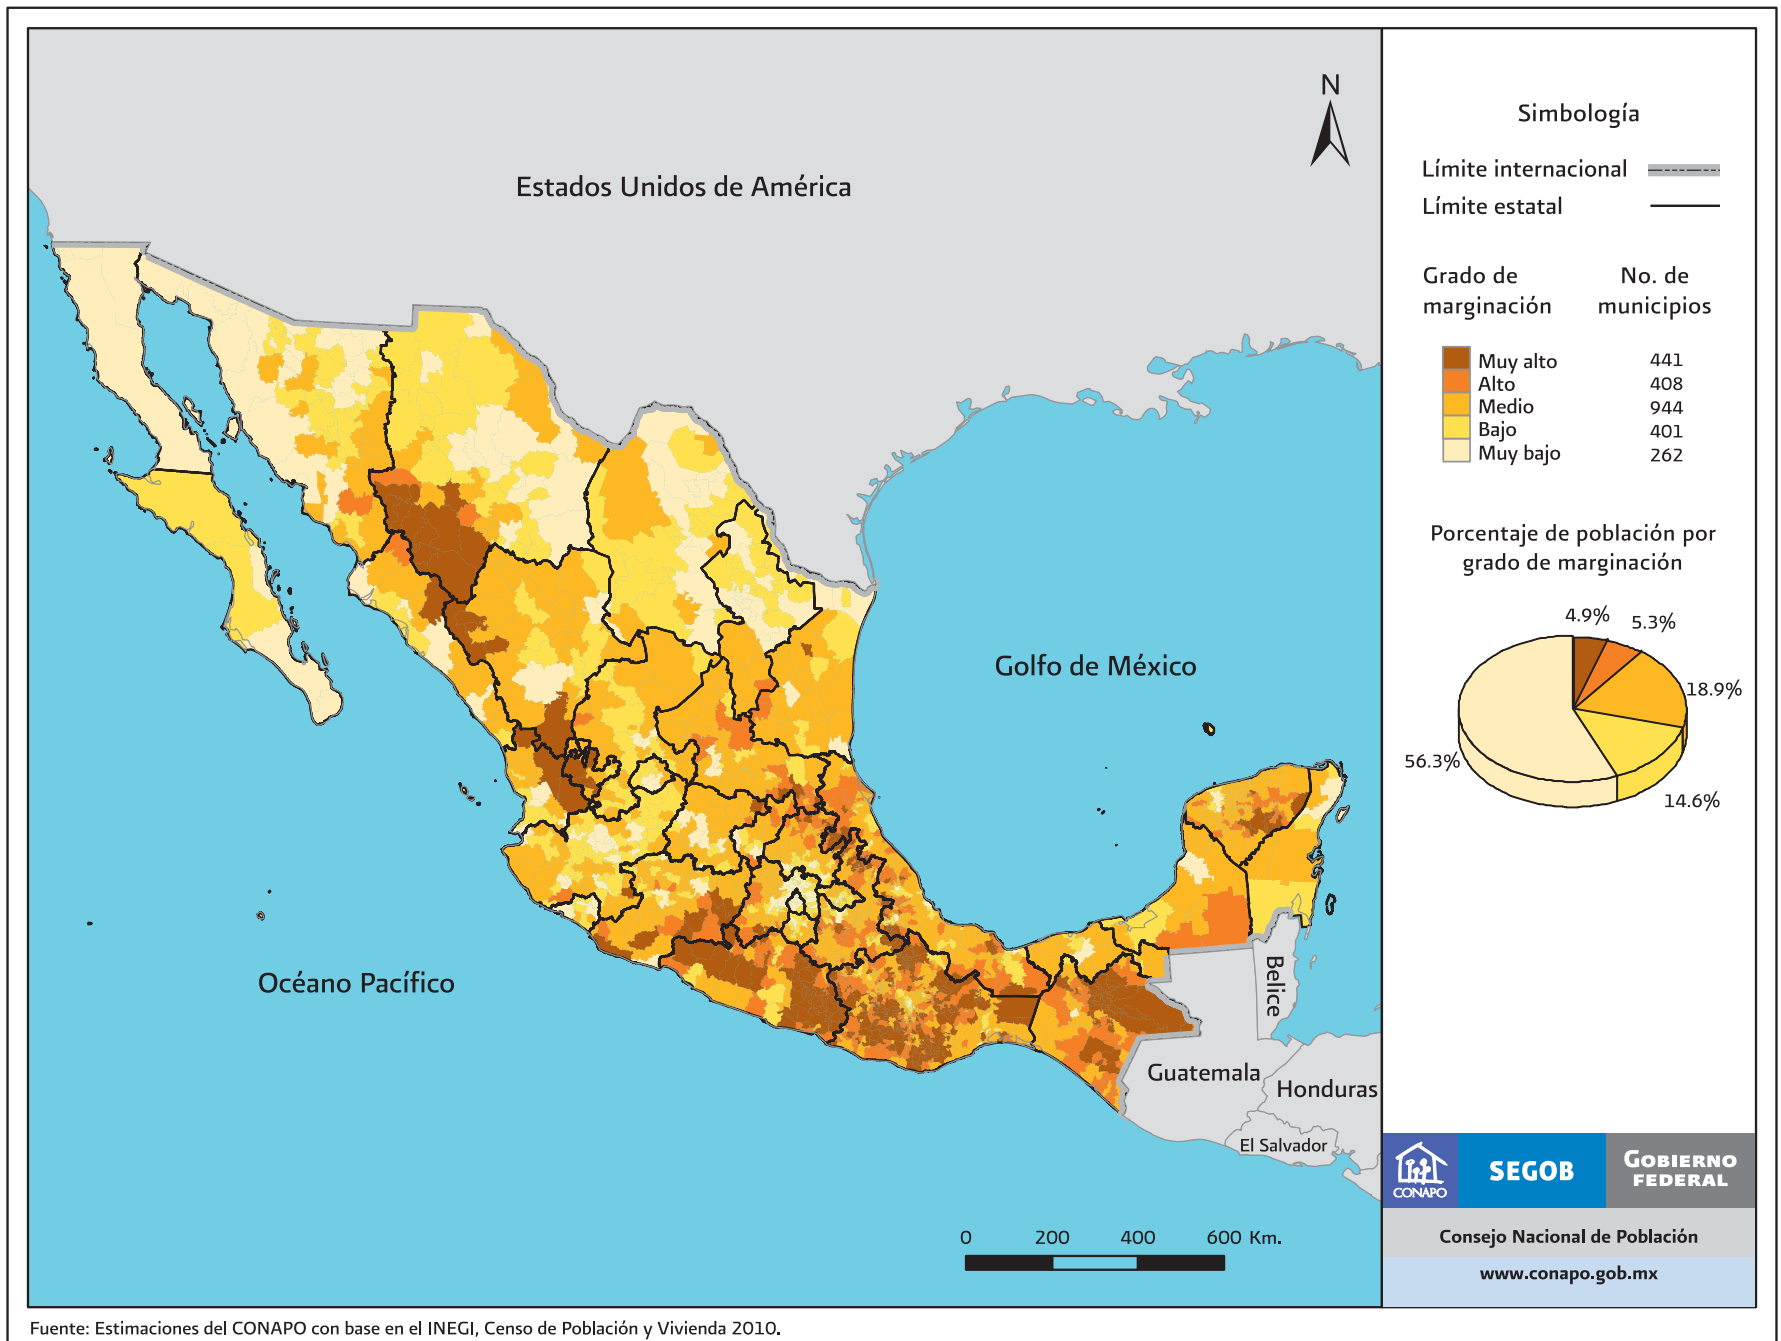 Estados Unidos de América
N
Golfo de México
Océano Pacífico
Belice
Guatemala
Honduras
El Salvador
0 200 400 600 Km.
Simbología
Límite internacional
Límite estatal
Grado de No. de
marginación municipios
Muy alto 441
Alto 408
Medio 944
Bajo 401
Muy bajo 262
Porcentaje de población por
grado de marginación
4.9%
5.3%
18.9%
56.3%
14.6%
CONAPO
SEGOB
GOBIERNO
FEDERAL
Consejo Nacional de Población
www.conapo.gob.mx
Fuente: Estimaciones del CONAPO con base en el INEGI, Censo de Población y Vivienda 2010.